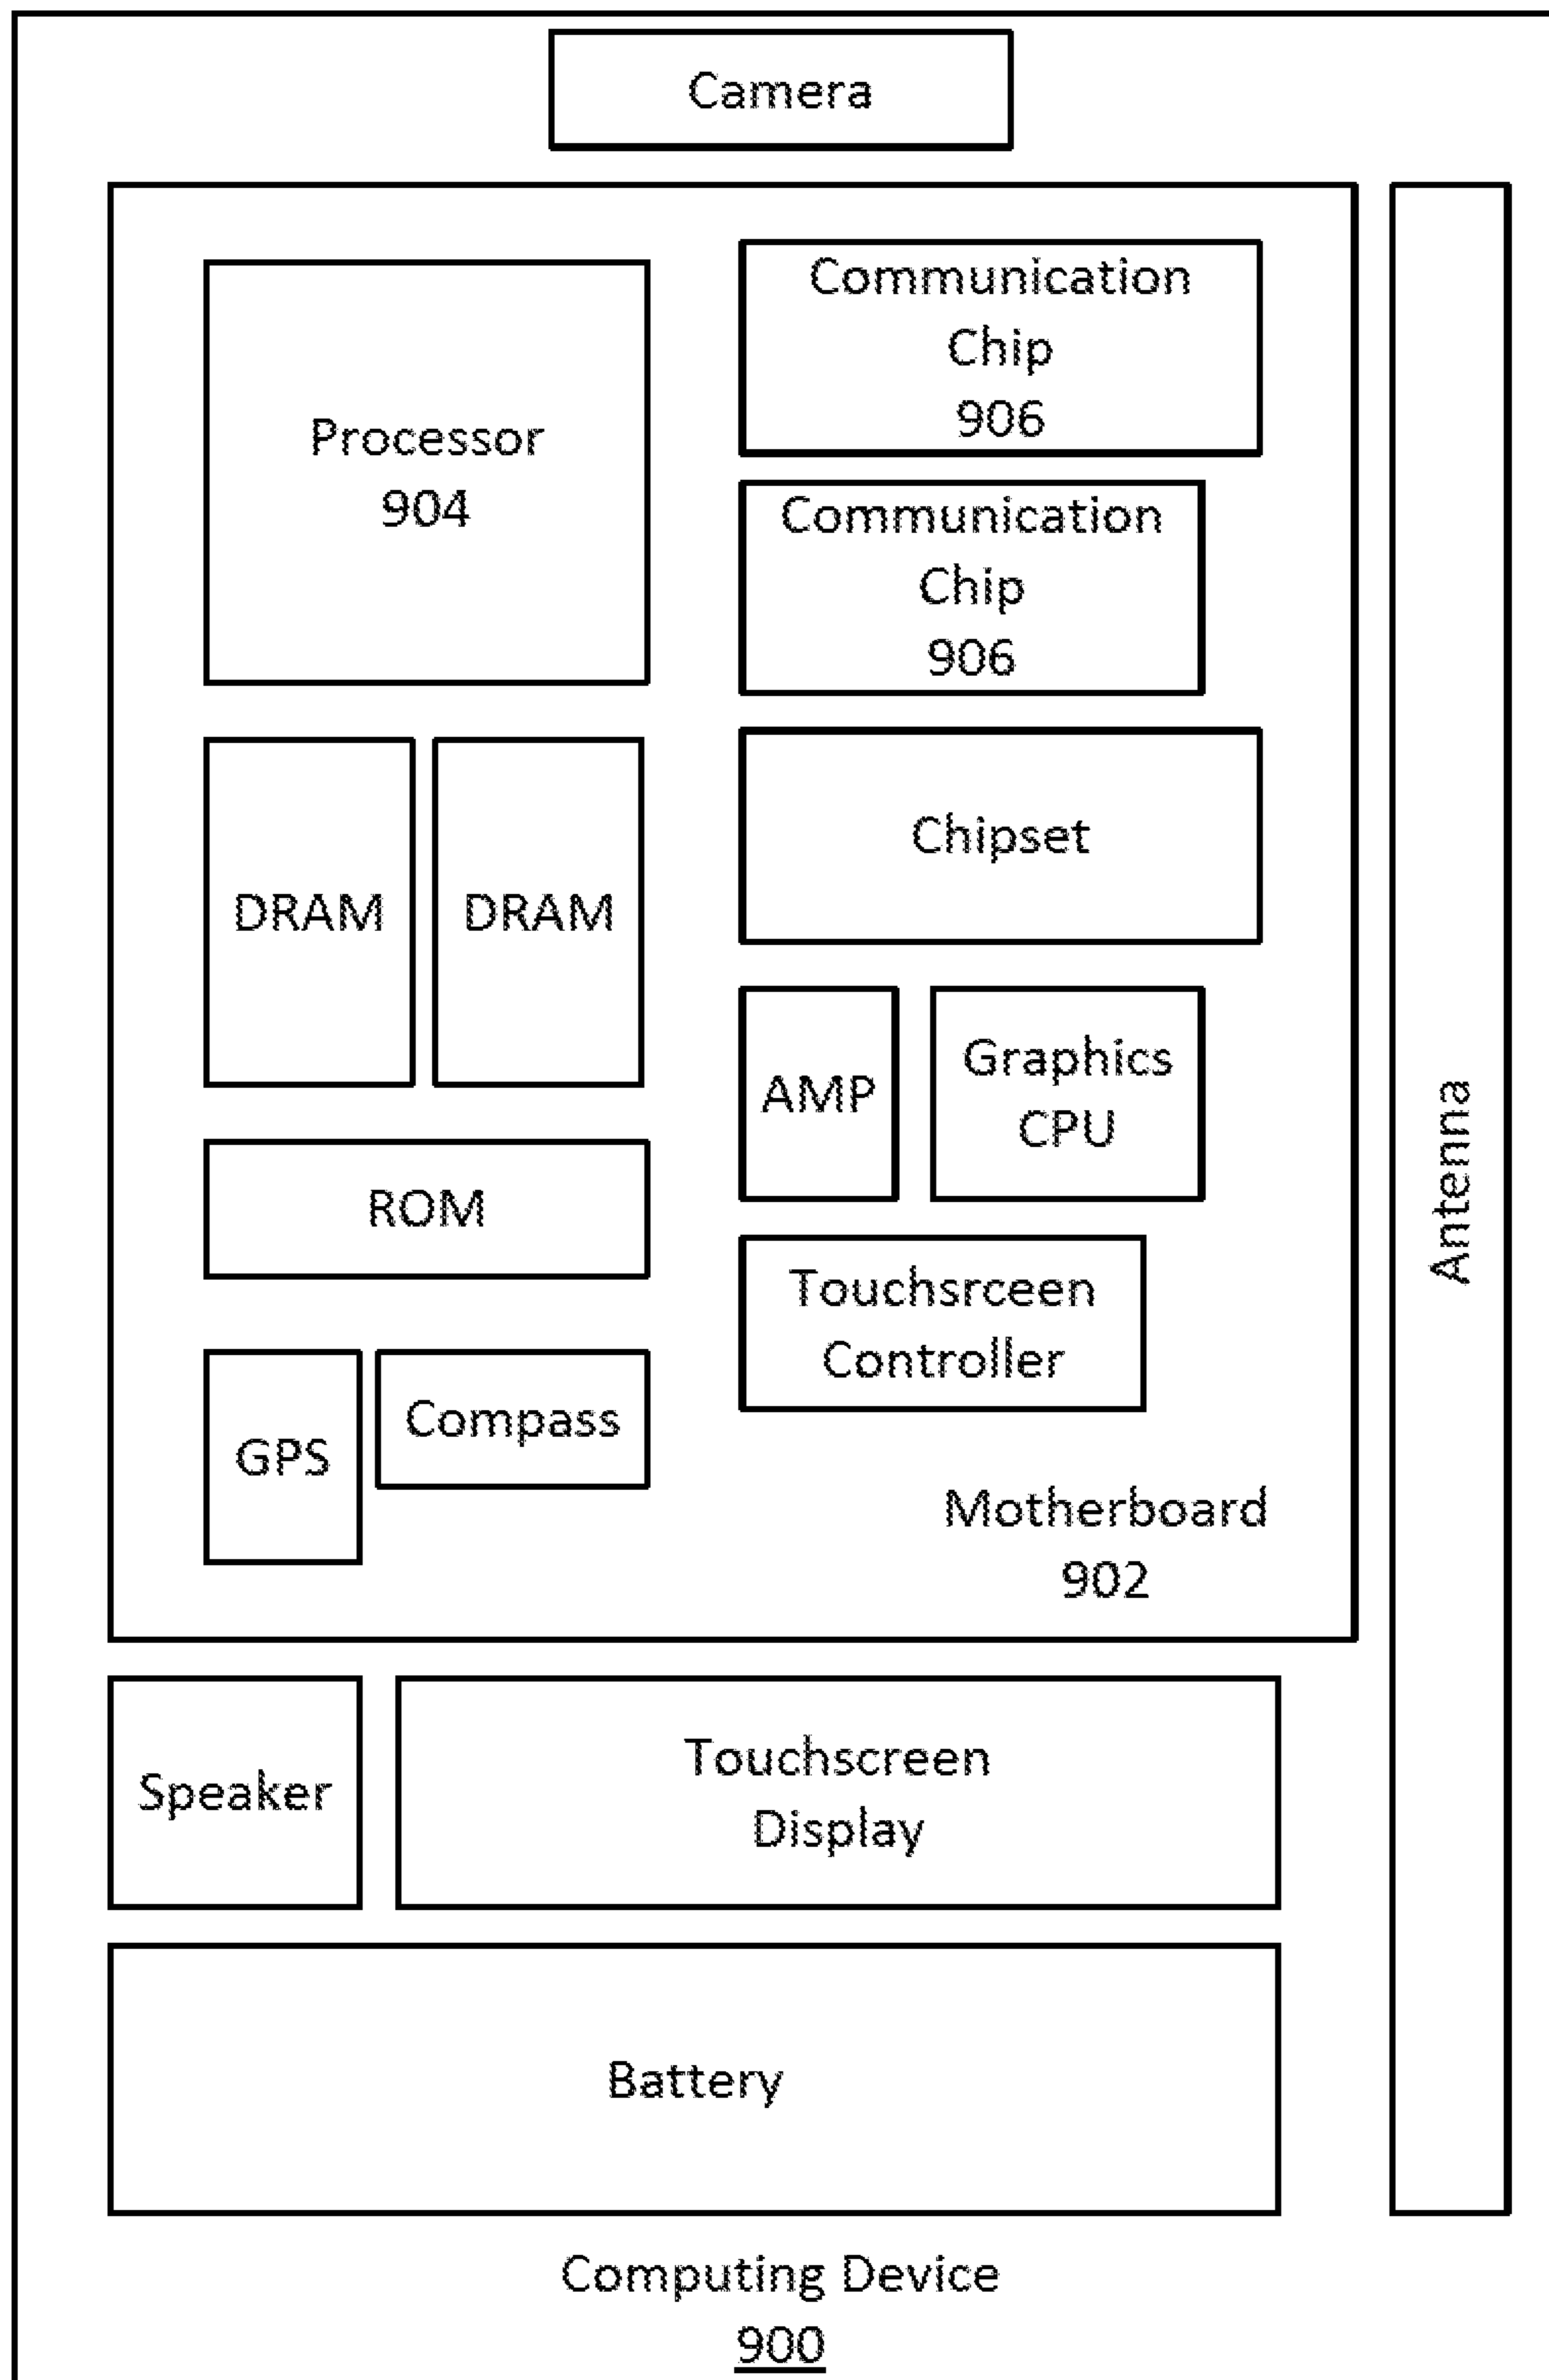 Camera
Processor
904
Communication
Chip
906
Communication
Chip
906
DRAM
DRAM
Chipset
AMP
Graphics
CPU
ROM
Touchsrceen
Controller
GPS
Compass
Motherboard
902
Antenna
Speaker
Touchscreen
Display
Battery
Computing Device
900